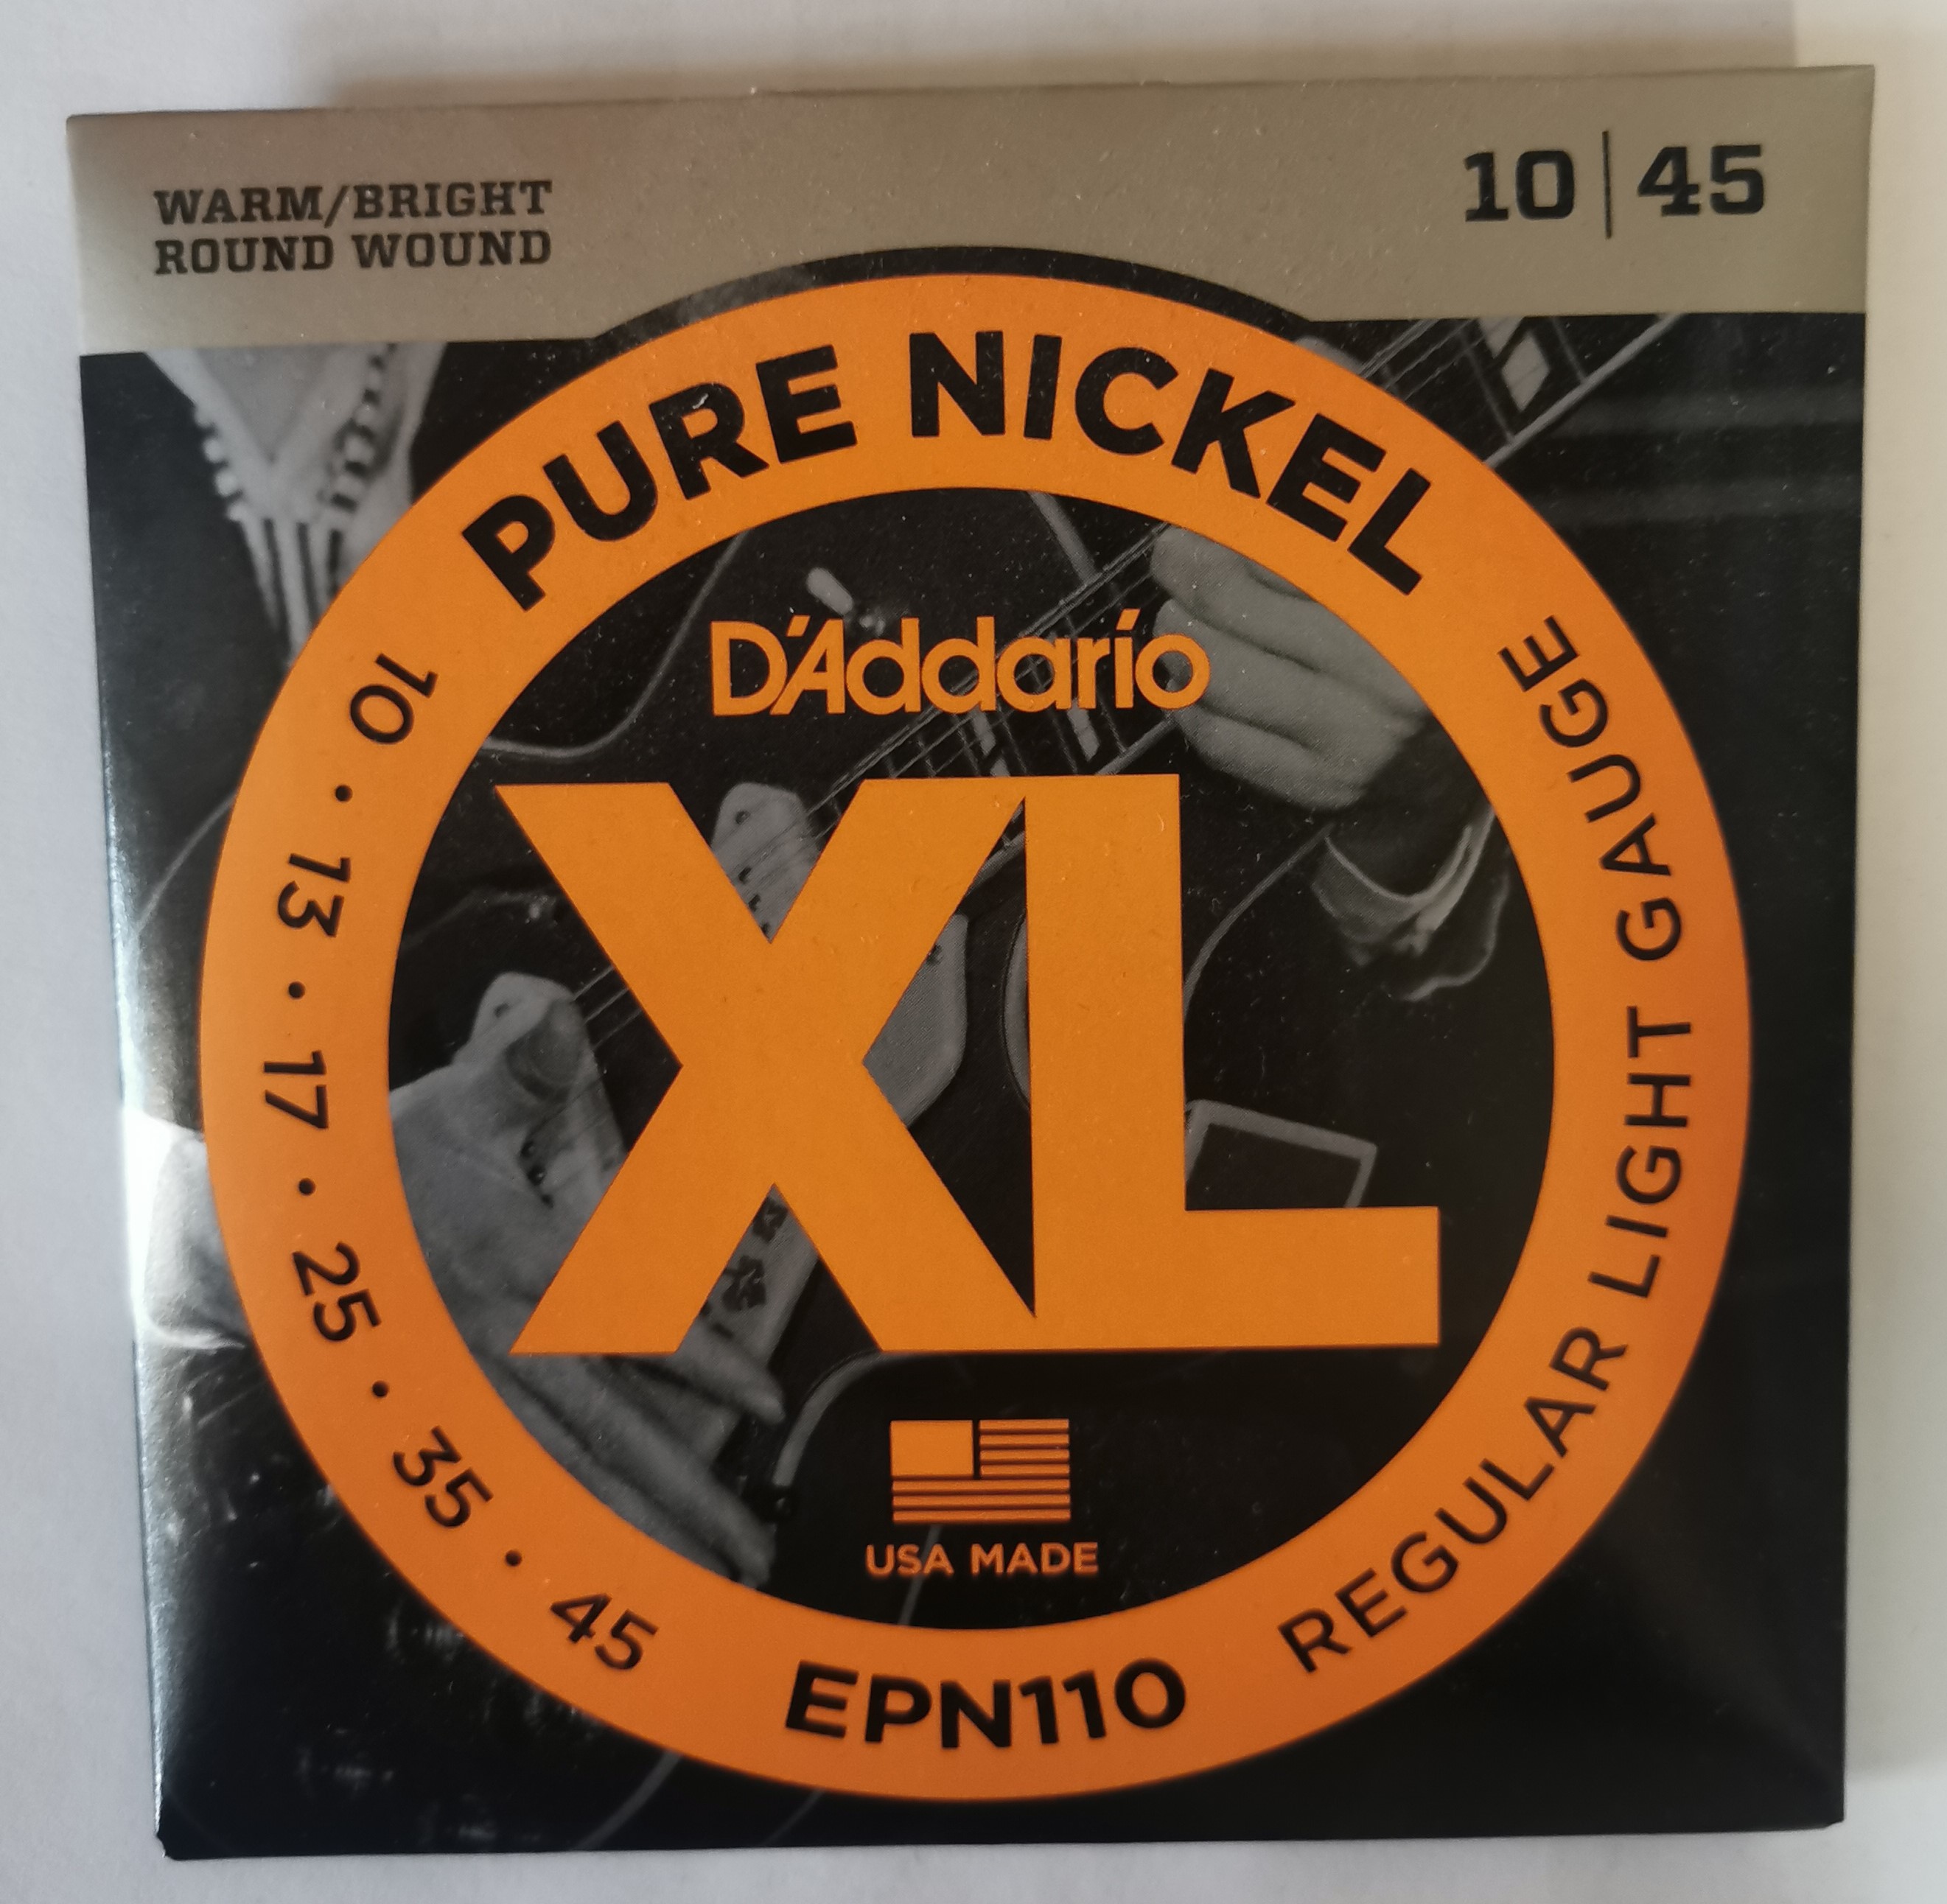 WARM/BRIGHT
ROUND WOUND
10|45
PURE NICKEL
D'Addario
XL
USA MADE
10 · 13 · 17 · 25 · 35 · 45
EPN110
REGULAR LIGHT GAUGE